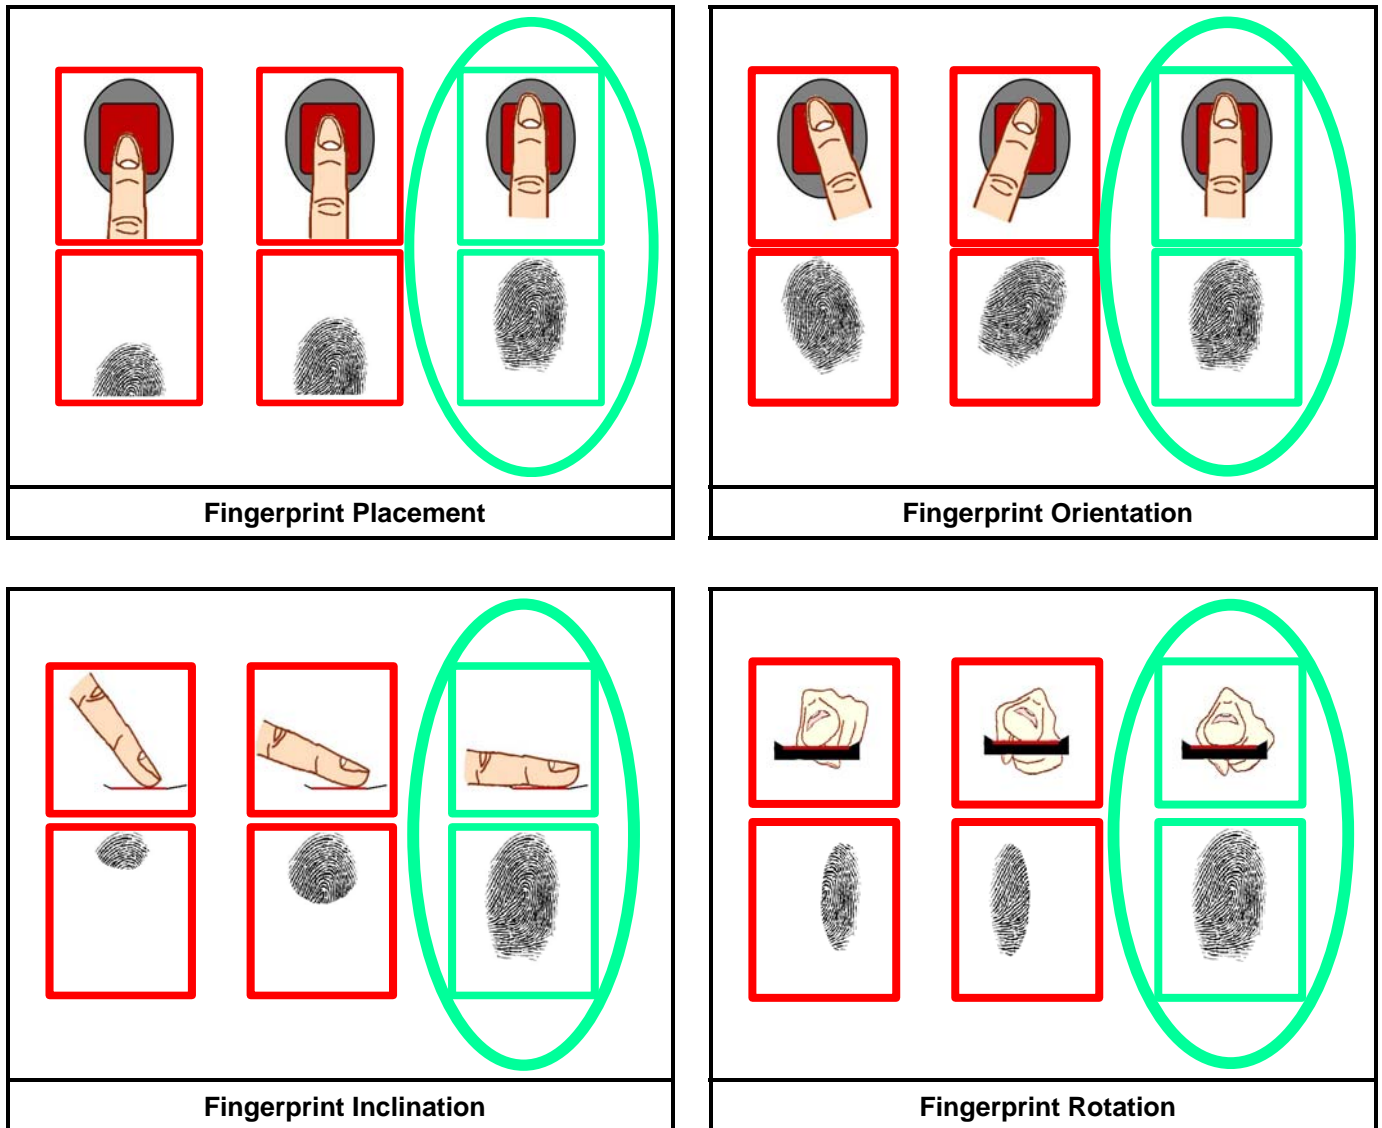 Fingerprint Placement
Fingerprint Orientation
Fingerprint Inclination
Fingerprint Rotation